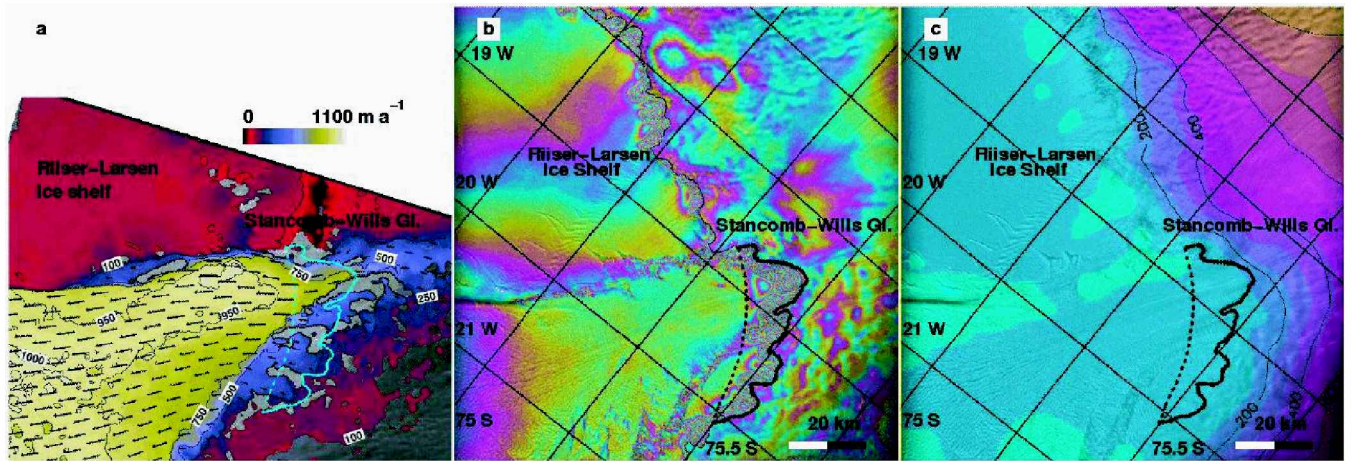 a
0 1100 m a⁻¹
Riiser–Larsen
Ice shelf
Stancomb–Wills Gl.
100
750
500
250
950
950
1000
750
500
100
b
19 W
Riiser–Larsen
Ice Shelf
20 W
Stancomb–Wills Gl.
21 W
75 S
75.5 S
20 km
c
19 W
200
400
Riiser–Larsen
Ice Shelf
20 W
Stancomb–Wills Gl.
21 W
75 S
75.5 S
200
400
20 km